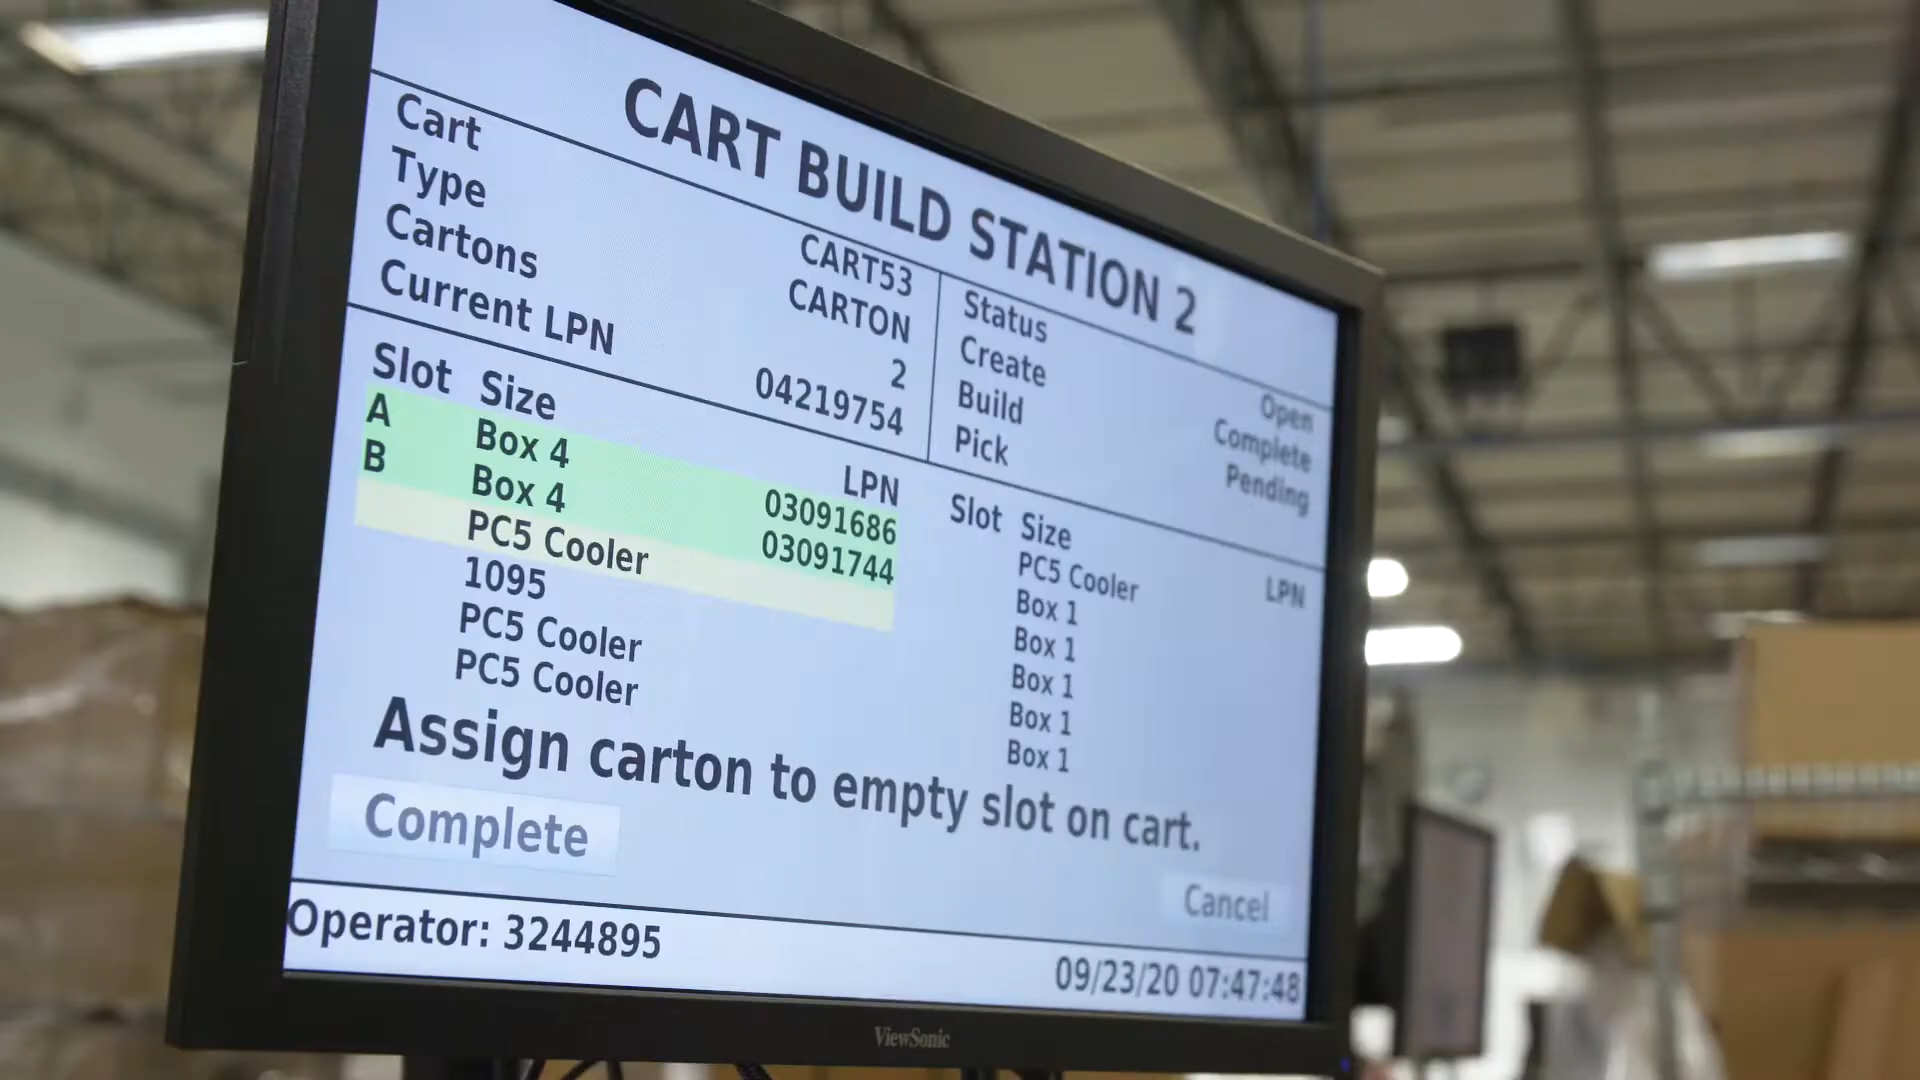 CART BUILD STATION 2
Cart CART53
Type CARTON
Cartons 2
Current LPN 04219754
Status Open
Create Complete
Build Pending
Pick
Slot Size LPN
A Box 4 03091686
B Box 4 03091744
PC5 Cooler
1095
PC5 Cooler
PC5 Cooler
Slot Size LPN
PC5 Cooler
Box 1
Box 1
Box 1
Box 1
Box 1
Assign carton to empty slot on cart.
Complete
Cancel
Operator: 3244895
09/23/20 07:47:48
ViewSonic